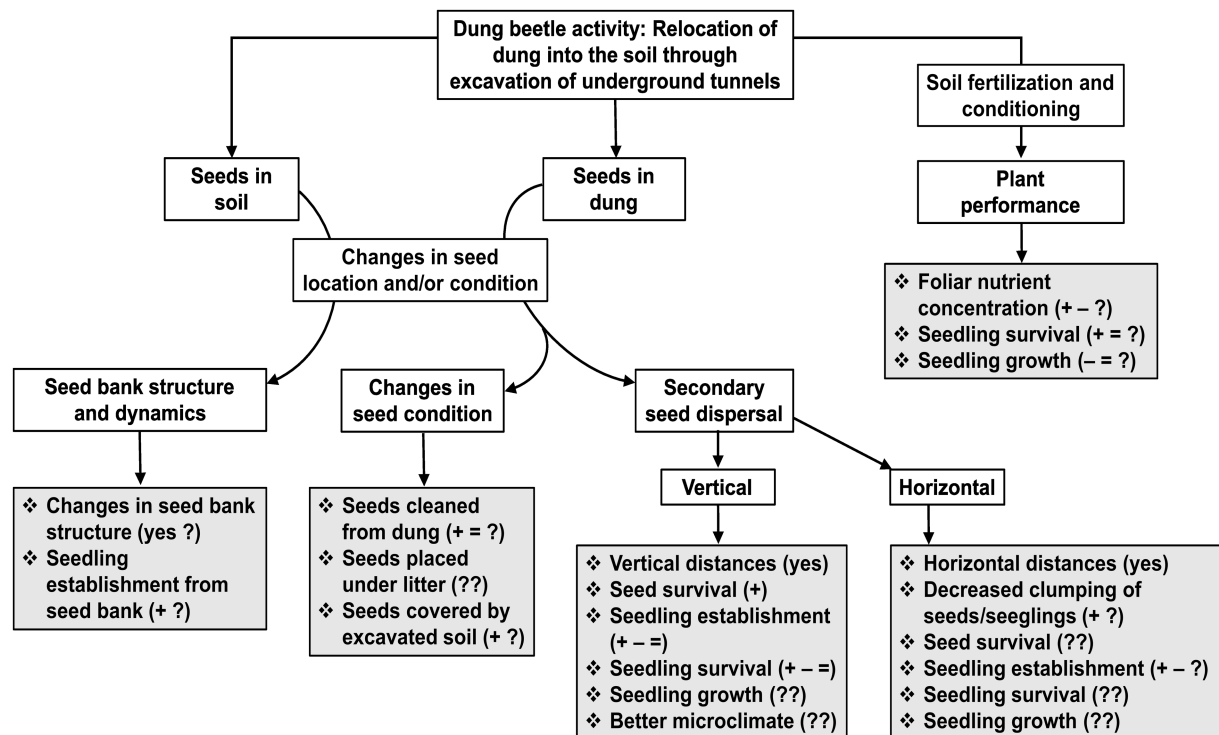 Dung beetle activity: Relocation of
dung into the soil through
excavation of underground tunnels
Soil fertilization and
conditioning
Seeds in
soil
Seeds in
dung
Plant
performance
Changes in seed
location and/or condition
❖ Foliar nutrient
concentration (+ – ?)
❖ Seedling survival (+ = ?)
❖ Seedling growth (– = ?)
Seed bank structure
and dynamics
Changes in
seed condition
Secondary
seed dispersal
Vertical
Horizontal
❖ Changes in seed bank
structure (yes ?)
❖ Seedling
establishment from
seed bank (+ ?)
❖ Seeds cleaned
from dung (+ = ?)
❖ Seeds placed
under litter (??)
❖ Seeds covered by
excavated soil (+ ?)
❖ Vertical distances (yes)
❖ Seed survival (+)
❖ Seedling establishment
(+ – =)
❖ Seedling survival (+ – =)
❖ Seedling growth (??)
❖ Better microclimate (??)
❖ Horizontal distances (yes)
❖ Decreased clumping of
seeds/seeglings (+ ?)
❖ Seed survival (??)
❖ Seedling establishment (+ – ?)
❖ Seedling survival (??)
❖ Seedling growth (??)